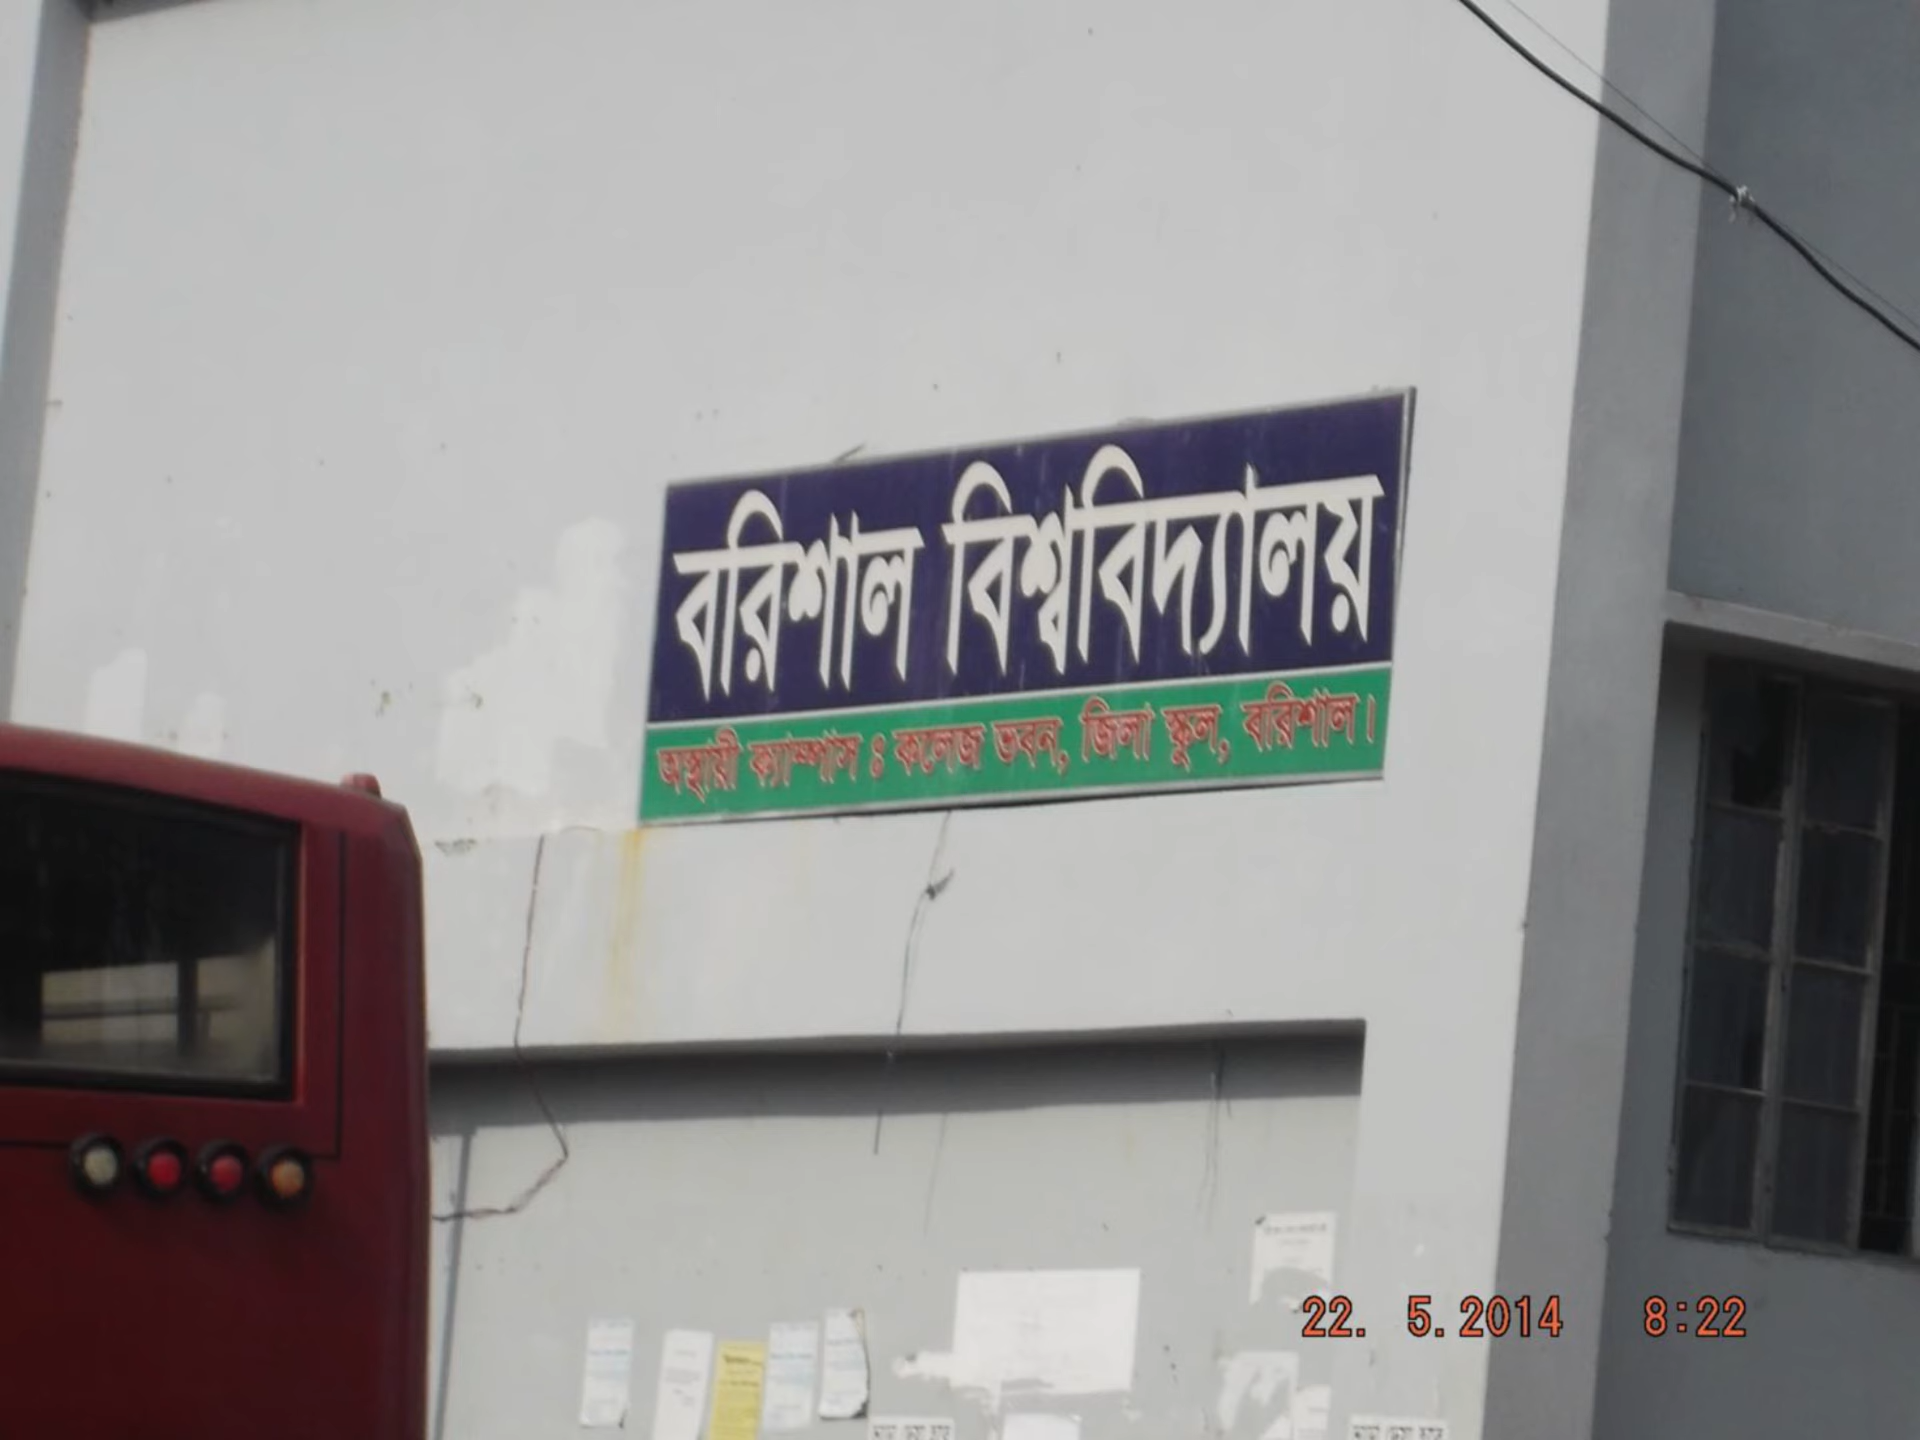 বরিশাল বিশ্ববিদ্যালয়
অস্থায়ী ক্যাম্পাস ঃ কলেজ ভবন, জিলা স্কুল, বরিশাল।
22. 5.2014 8:22